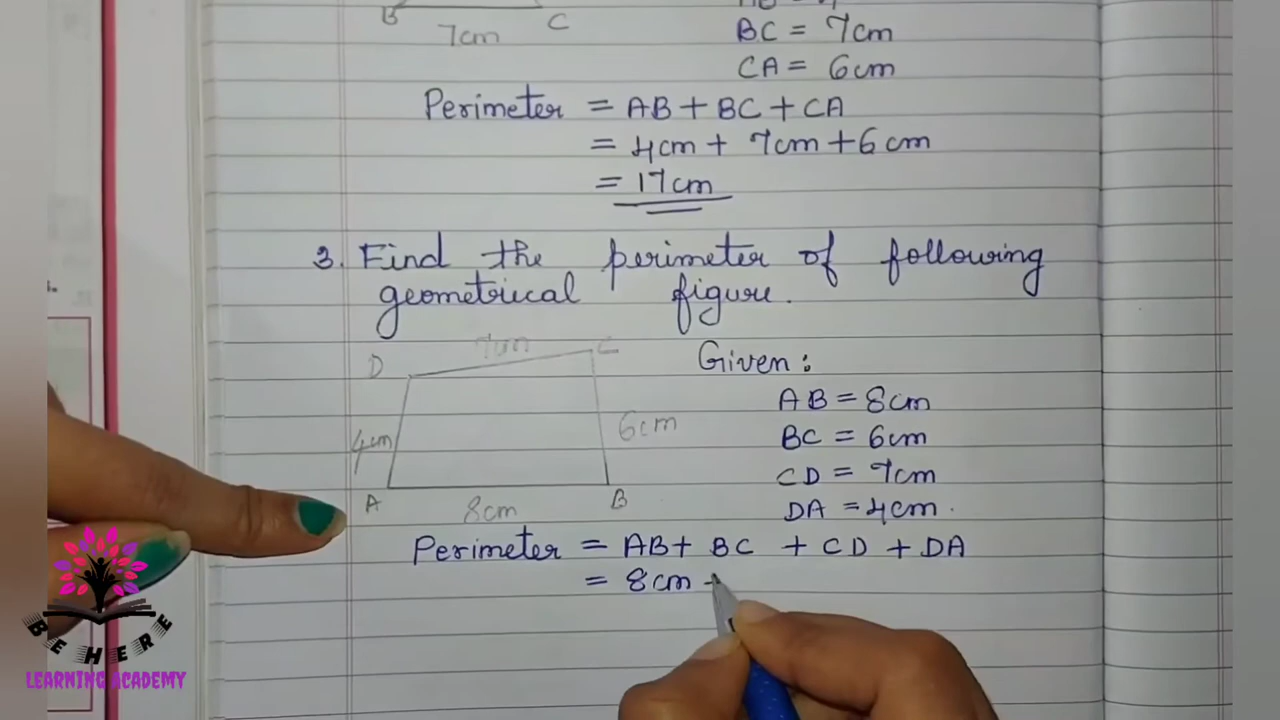 B
C
7cm
BC = 7cm
CA = 6cm
Perimeter = AB + BC + CA
= 4cm + 7cm + 6cm
= 17cm
3. Find the perimeter of following
geometrical figure.
D
7cm
C
4cm
6cm
A
8cm
B
Given:
AB = 8cm
BC = 6cm
CD = 7cm
DA = 4cm.
Perimeter = AB + BC + CD + DA
= 8cm +
BE HERE
LEARNING ACADEMY